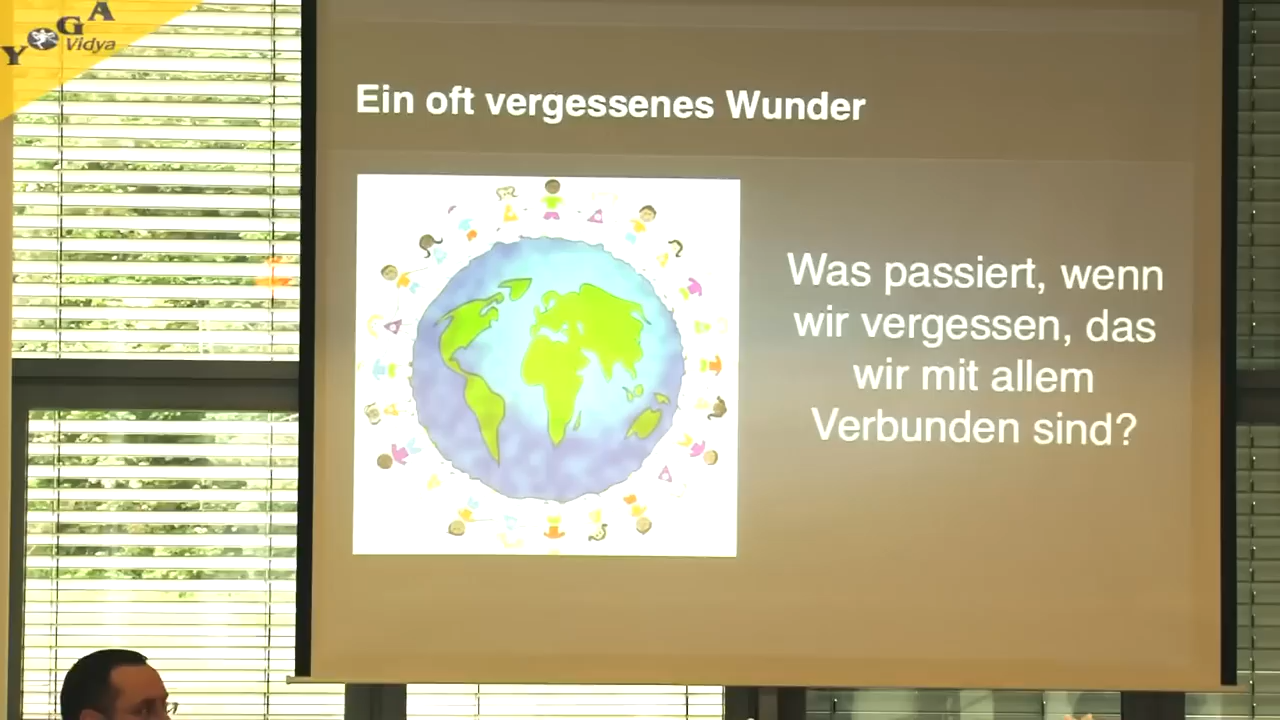 YOGA
Vidya
Ein oft vergessenes Wunder
Was passiert, wenn
wir vergessen, das
wir mit allem
Verbunden sind?